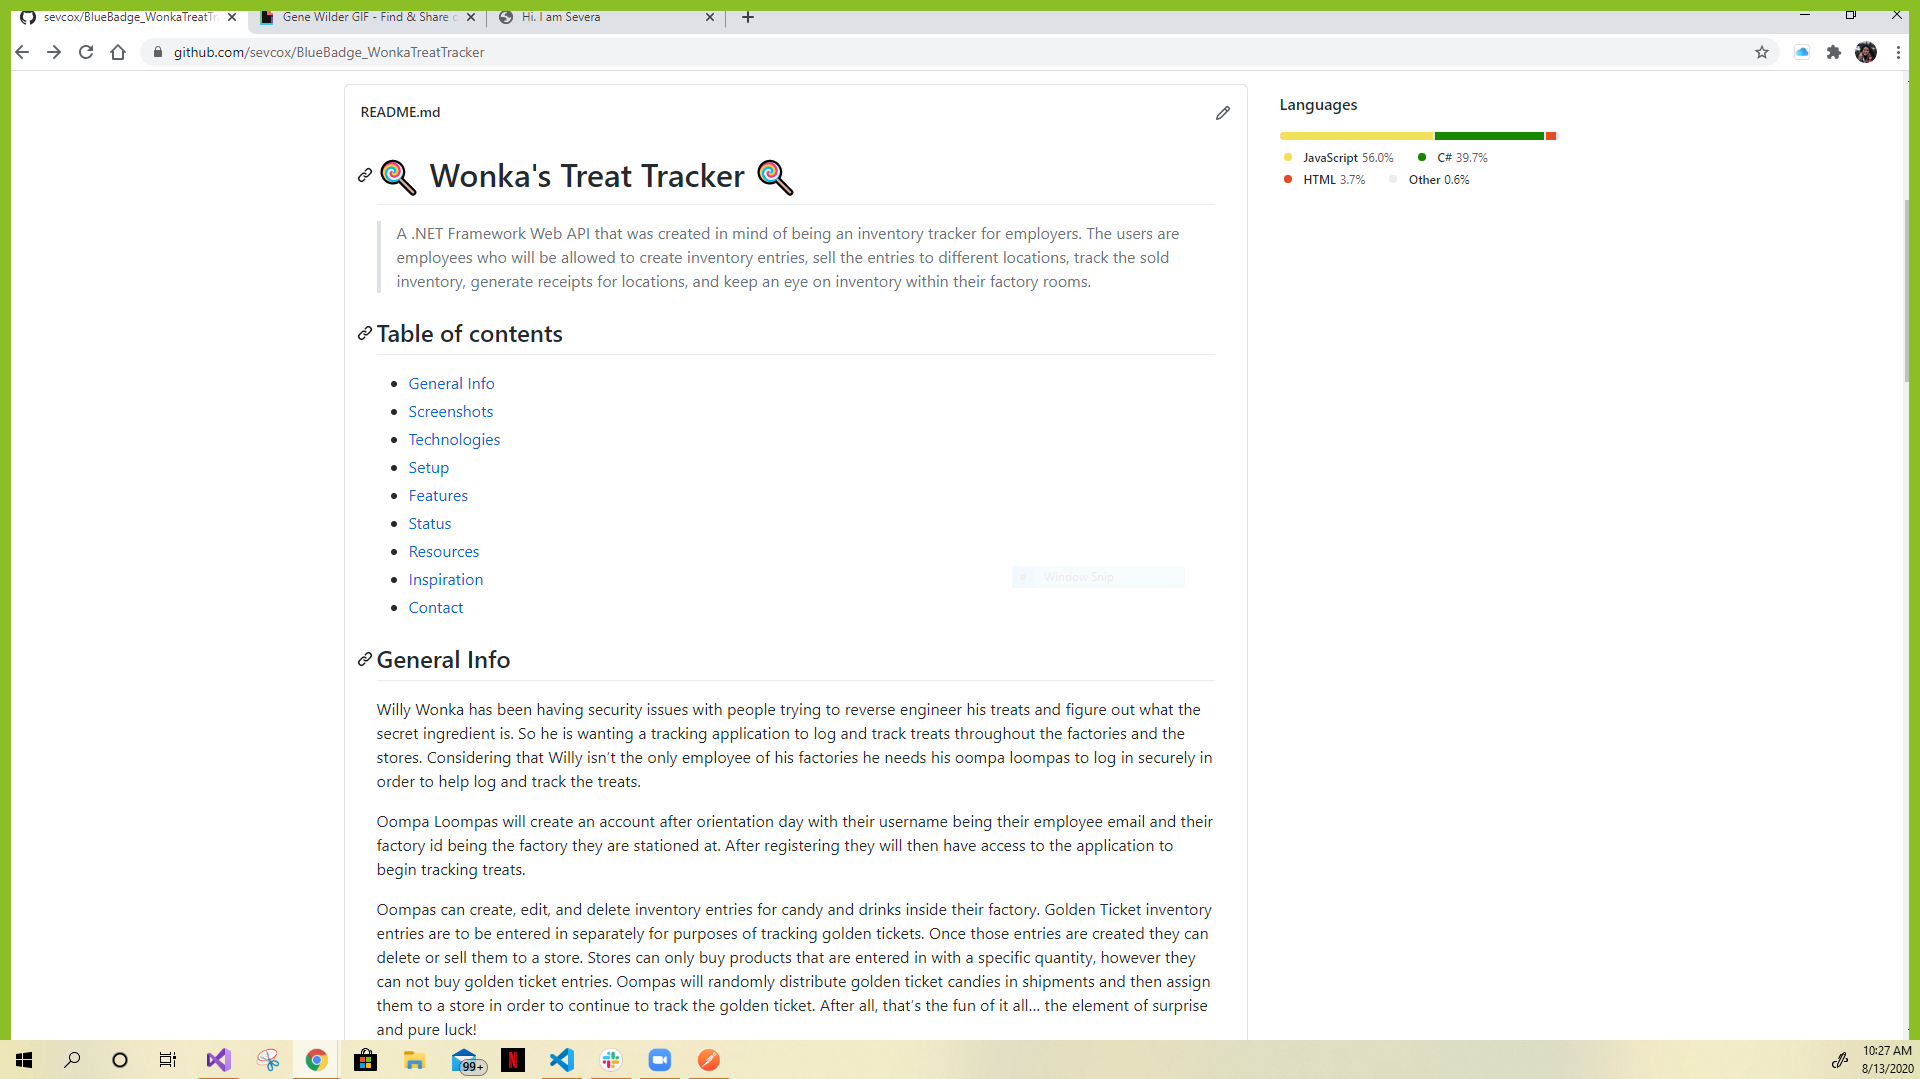 sevcox/BlueBadge_WonkaTreatTr
Gene Wilder GIF - Find & Share o
Hi. I am Severa
github.com/sevcox/BlueBadge_WonkaTreatTracker
README.md
Wonka's Treat Tracker
A .NET Framework Web API that was created in mind of being an inventory tracker for employers. The users are
employees who will be allowed to create inventory entries, sell the entries to different locations, track the sold
inventory, generate receipts for locations, and keep an eye on inventory within their factory rooms.
Table of contents
General Info
Screenshots
Technologies
Setup
Features
Status
Resources
Inspiration
Contact
Window Snip
General Info
Willy Wonka has been having security issues with people trying to reverse engineer his treats and figure out what the
secret ingredient is. So he is wanting a tracking application to log and track treats throughout the factories and the
stores. Considering that Willy isn't the only employee of his factories he needs his oompa loompas to log in securely in
order to help log and track the treats.
Oompa Loompas will create an account after orientation day with their username being their employee email and their
factory id being the factory they are stationed at. After registering they will then have access to the application to
begin tracking treats.
Oompas can create, edit, and delete inventory entries for candy and drinks inside their factory. Golden Ticket inventory
entries are to be entered in separately for purposes of tracking golden tickets. Once those entries are created they can
delete or sell them to a store. Stores can only buy products that are entered in with a specific quantity, however they
can not buy golden ticket entries. Oompas will randomly distribute golden ticket candies in shipments and then assign
them to a store in order to continue to track the golden ticket. After all, that's the fun of it all... the element of surprise
and pure luck!
Languages
JavaScript 56.0% C# 39.7%
HTML 3.7% Other 0.6%
99+
N
10:27 AM
8/13/2020